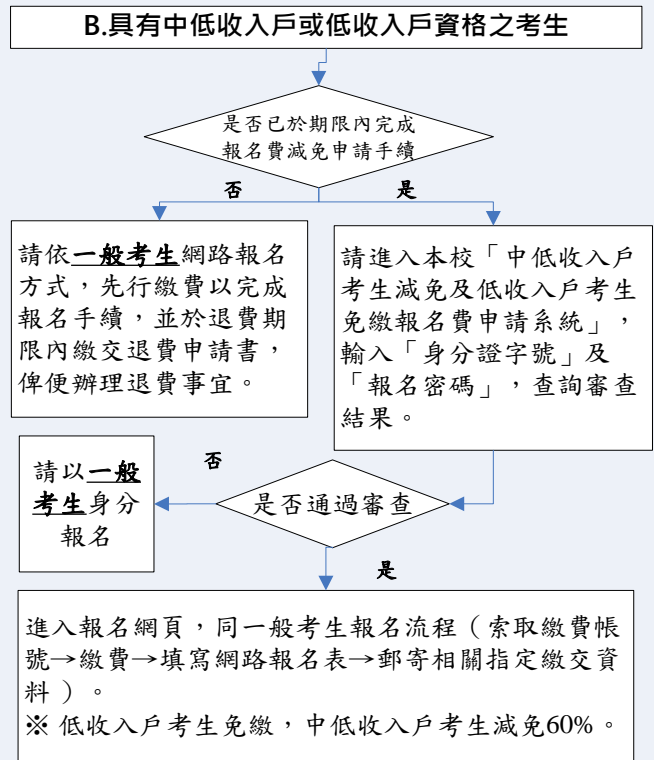 B.具有中低收入戶或低收入戶資格之考生
是否已於期限內完成
報名費減免申請手續
否
是
請依一般考生網路報名
方式，先行繳費以完成
報名手續，並於退費期
限內繳交退費申請書，
俾便辦理退費事宜。
請進入本校「中低收入戶
考生減免及低收入戶考生
免繳報名費申請系統」，
輸入「身分證字號」及
「報名密碼」，查詢審查
結果。
請以一般
考生身分
報名
否
是否通過審查
是
進入報名網頁，同一般考生報名流程（索取繳費帳
號→繳費→填寫網路報名表→郵寄相關指定繳交資
料）。
※ 低收入戶考生免繳，中低收入戶考生減免60%。